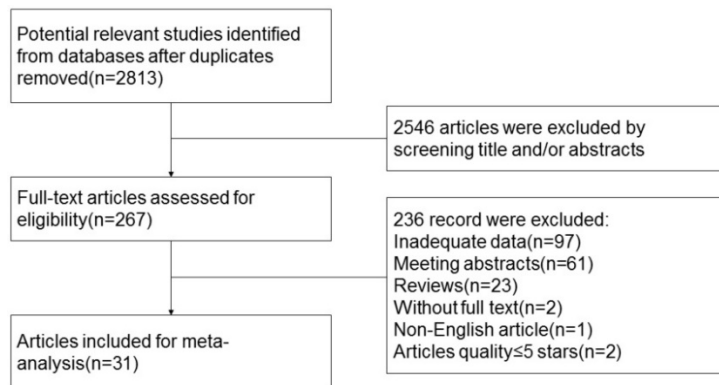 Potential relevant studies identified
from databases after duplicates
removed(n=2813)
2546 articles were excluded by
screening title and/or abstracts
Full-text articles assessed for
eligibility(n=267)
236 record were excluded:
Inadequate data(n=97)
Meeting abstracts(n=61)
Reviews(n=23)
Without full text(n=2)
Non-English article(n=1)
Articles quality≤5 stars(n=2)
Articles included for meta-
analysis(n=31)